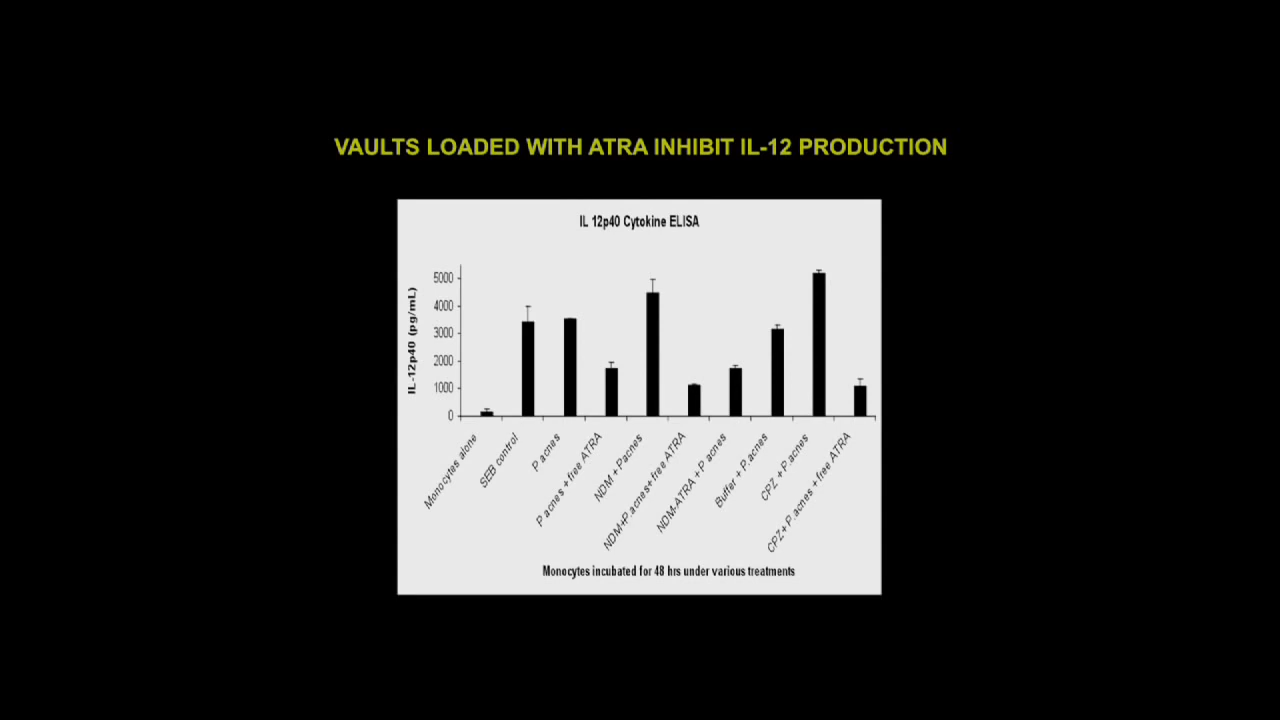 VAULTS LOADED WITH ATRA INHIBIT IL-12 PRODUCTION
IL 12p40 Cytokine ELISA
IL-12p40 (pg/mL)
5000
4000
3000
2000
1000
0
Monocytes alone
SEB control
P acnes
P acnes + free ATRA
NDM + Pacnes
NDM+P.acnes+free ATRA
NDM-ATRA + P acnes
Buffer + P.acnes
CPZ + P.acnes
CPZ+ P.acnes + free ATRA
Monocytes incubated for 48 hrs under various treatments